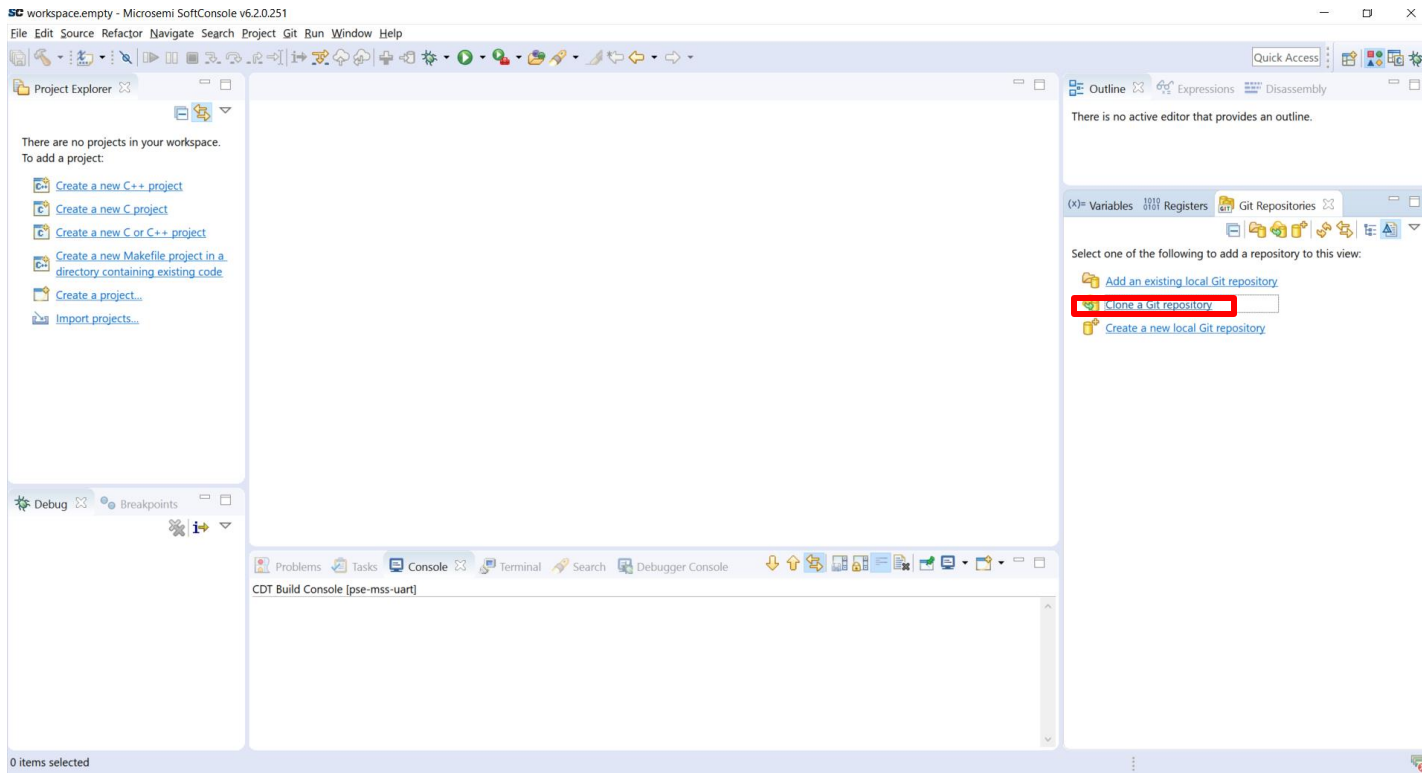 SC workspace.empty - Microsemi SoftConsole v6.2.0.251
File Edit Source Refactor Navigate Search Project Git Run Window Help
Quick Access
Project Explorer
Outline Expressions Disassembly
There is no active editor that provides an outline.
There are no projects in your workspace.
To add a project:
Create a new C++ project
Create a new C project
Create a new C or C++ project
Create a new Makefile project in a
directory containing existing code
Create a project...
Import projects...
(x)= Variables 1010 0101 Registers GIT Git Repositories
Select one of the following to add a repository to this view:
Add an existing local Git repository
Clone a Git repository
Create a new local Git repository
Debug Breakpoints
Problems Tasks Console Terminal Search Debugger Console
CDT Build Console [pse-mss-uart]
0 items selected